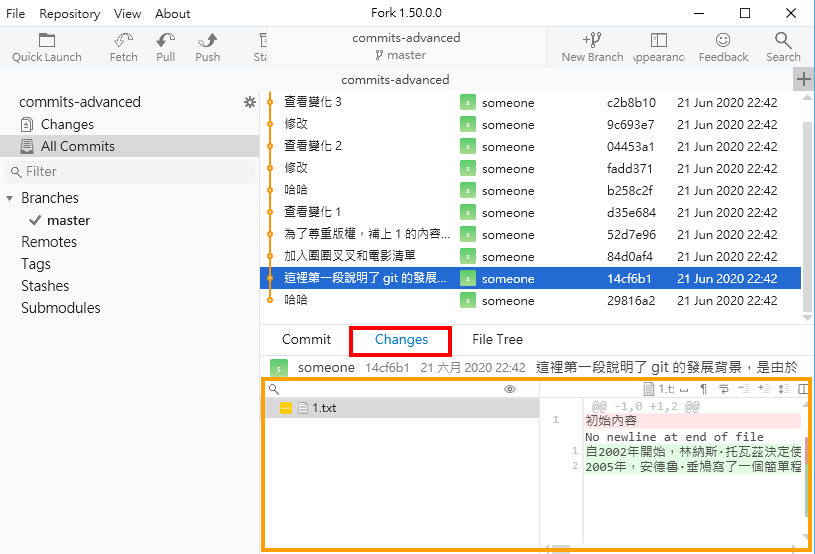 File Repository View About Fork 1.50.0.0
Quick Launch Fetch Pull Push Sta commits-advanced master New Branch ppearanc Feedback Search
commits-advanced
commits-advanced
Changes
All Commits
Filter
Branches
master
Remotes
Tags
Stashes
Submodules
查看變化 3 s someone c2b8b10 21 Jun 2020 22:42
修改 s someone 9c693e7 21 Jun 2020 22:42
查看變化 2 s someone 04453a1 21 Jun 2020 22:42
修改 s someone fadd371 21 Jun 2020 22:42
哈哈 s someone b258c2f 21 Jun 2020 22:42
查看變化 1 s someone d35e684 21 Jun 2020 22:42
為了尊重版權，補上 1 的內容... s someone 52d7e96 21 Jun 2020 22:42
加入圈圈叉叉和電影清單 s someone 84d0af4 21 Jun 2020 22:42
這裡第一段說明了 git 的發展... s someone 14cf6b1 21 Jun 2020 22:42
哈哈 s someone 29816a2 21 Jun 2020 22:42
Commit Changes File Tree
s someone 14cf6b1 21 六月 2020 22:42 這裡第一段說明了 git 的發展背景，是由於
1.txt
1.t
@@ -1,0 +1,2 @@
1 初始內容
No newline at end of file
1 自2002年開始，林納斯·托瓦茲決定使
2 2005年，安德魯·垂鳩寫了一個簡單程